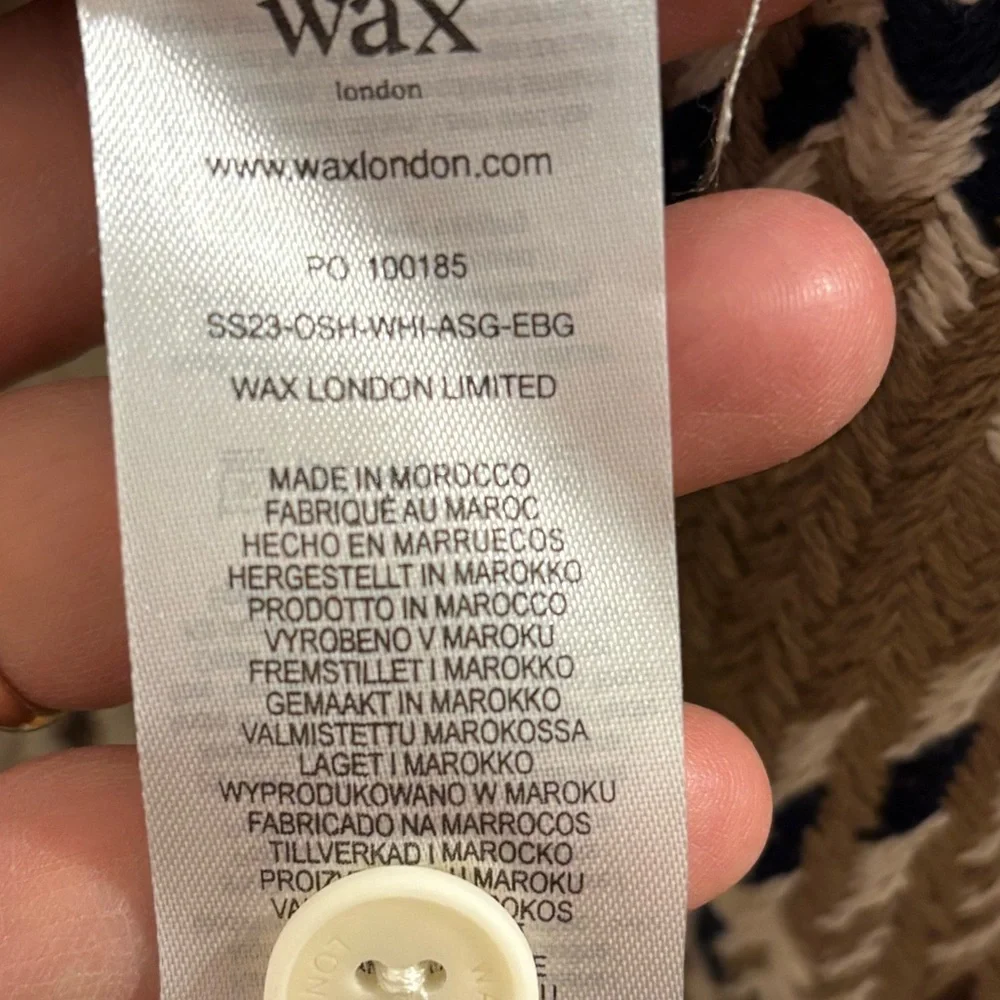 wax
london
www.waxlondon.com
PO 100185
SS23-OSH-WHI-ASG-EBG
WAX LONDON LIMITED
MADE IN MOROCCO
FABRIQUÉ AU MAROC
HECHO EN MARRUECOS
HERGESTELLT IN MAROKKO
PRODOTTO IN MAROCCO
VYROBENO V MAROKU
FREMSTILLET I MAROKKO
GEMAAKT IN MAROKKO
VALMISTETTU MAROKOSSA
LAGET I MAROKKO
WYPRODUKOWANO W MAROKU
FABRICADO NA MARROCOS
TILLVERKAD I MAROCKO
MAROKU